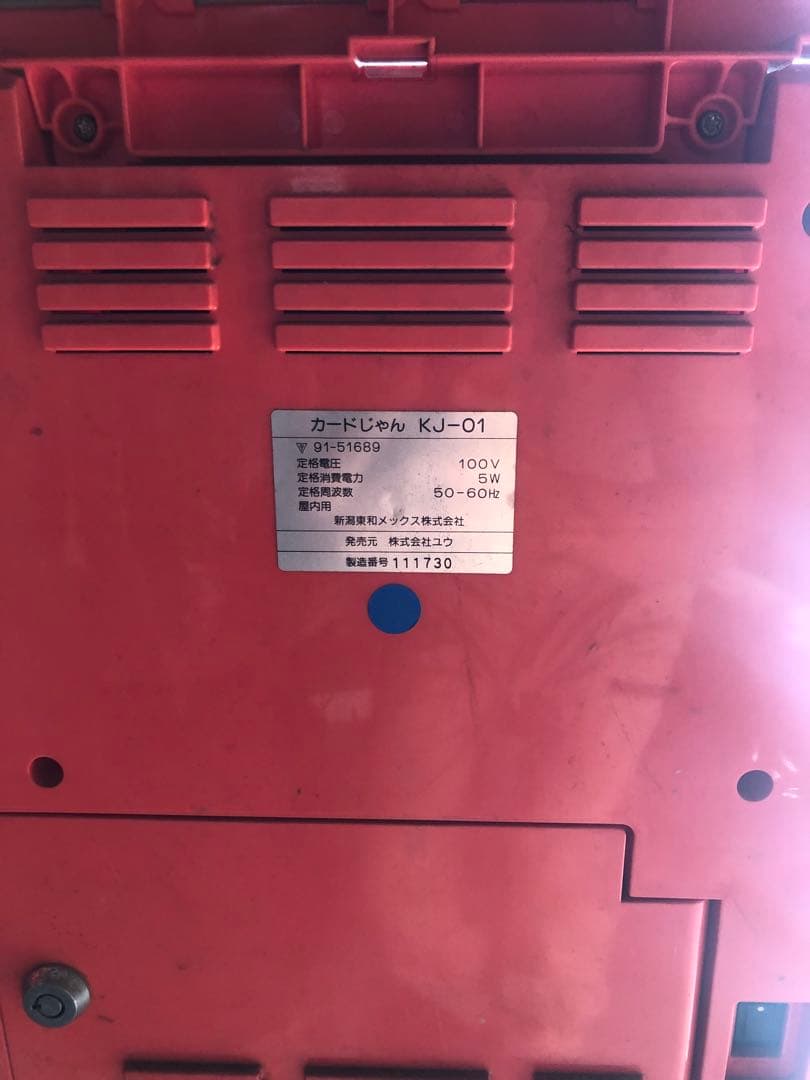 カードじゃん KJ-01
91-51689
定格電圧 100V
定格消費電力 5W
定格周波数 50-60Hz
屋内用
新潟東和メックス株式会社
発売元 株式会社ユウ
製造番号 111730